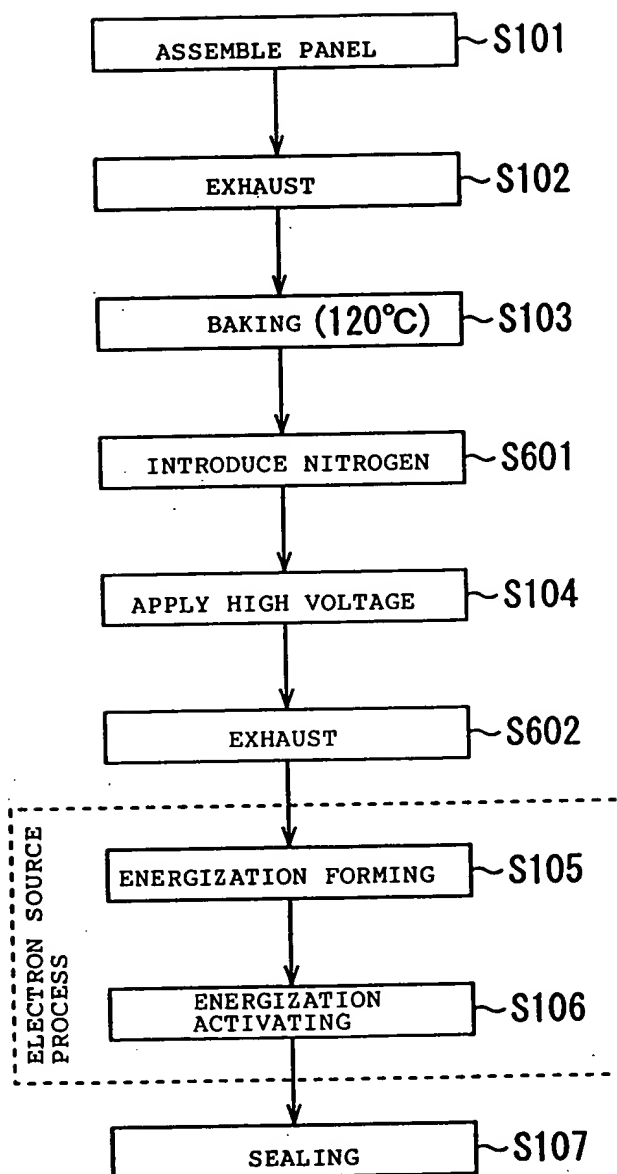 ASSEMBLE PANEL S101
EXHAUST S102
BAKING (120°C) S103
INTRODUCE NITROGEN S601
APPLY HIGH VOLTAGE S104
EXHAUST S602
ELECTRON SOURCE
PROCESS
ENERGIZATION FORMING S105
ENERGIZATION
ACTIVATING S106
SEALING S107